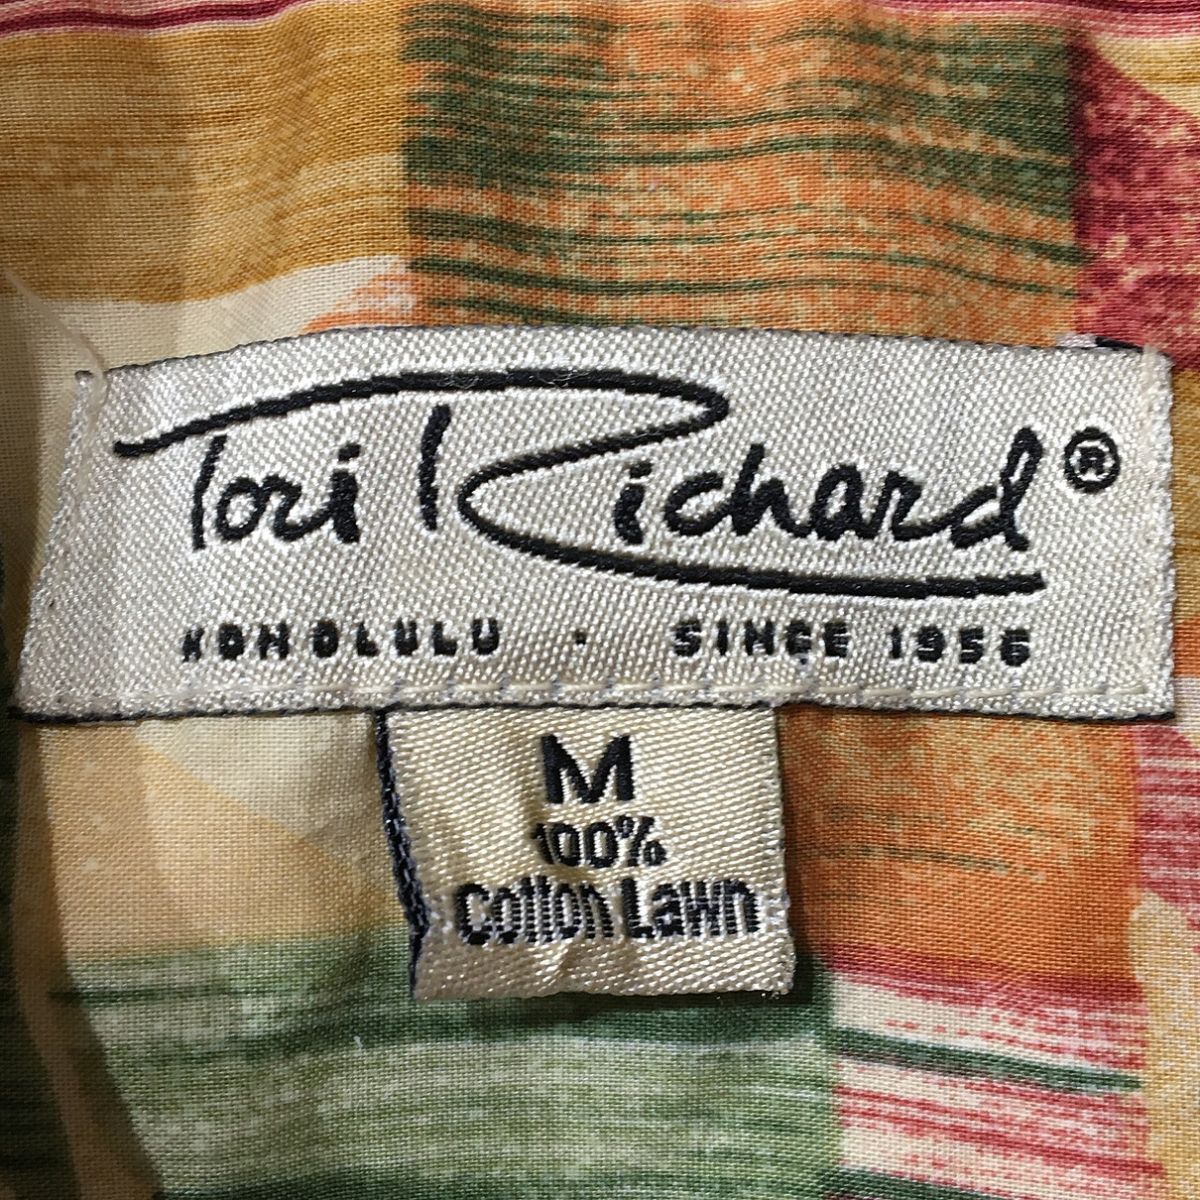 Tori Richard®
HONOLULU · SINCE 1956
M
100%
Cotton Lawn